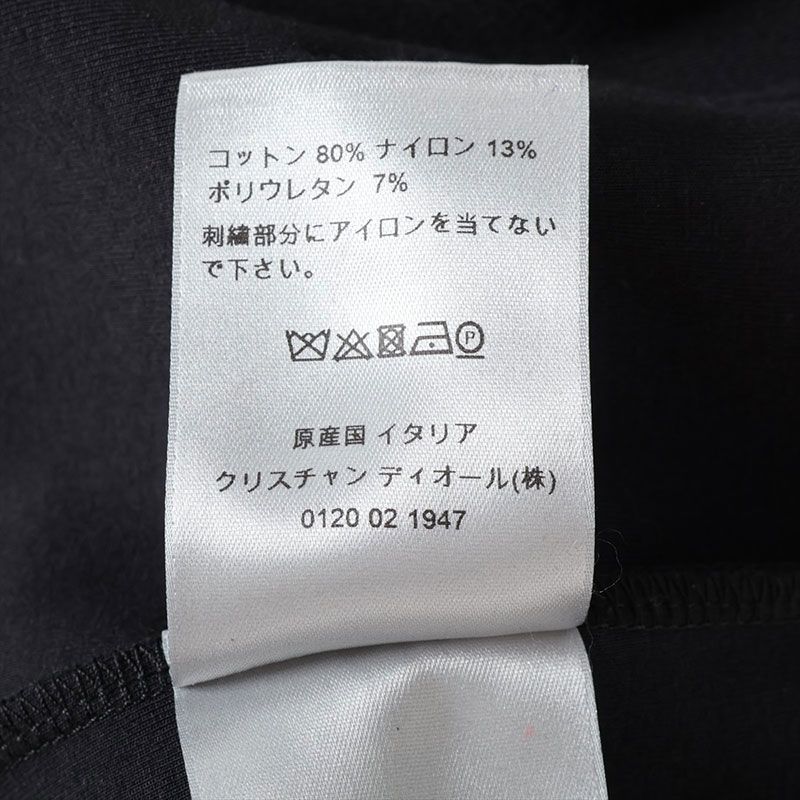 コットン 80% ナイロン 13%
ポリウレタン 7%
刺繍部分にアイロンを当てない
で下さい。
P
原産国 イタリア
クリスチャン ディオール(株)
0120 02 1947